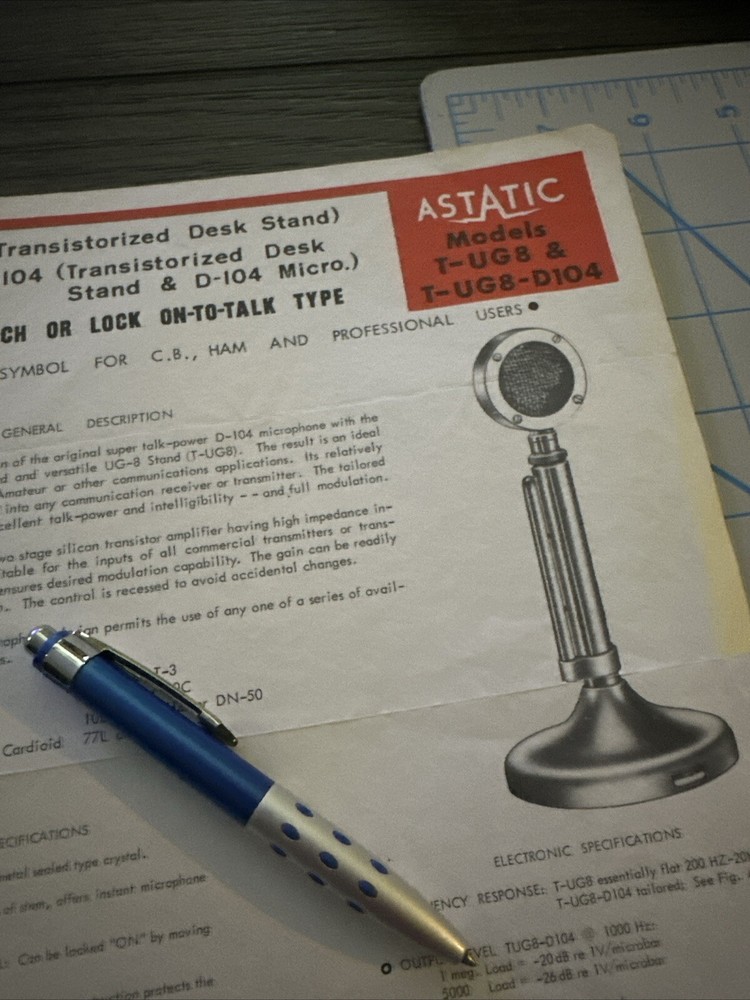 Transistorized Desk Stand)
104 (Transistorized Desk
Stand & D-104 Micro.)
CH OR LOCK ON-TO-TALK TYPE
SYMBOL FOR C.B., HAM AND PROFESSIONAL USERS
ASTATIC
Models
T-UG8 &
T-UG8-D104
GENERAL DESCRIPTION
n of the original super talk-power D-104 microphone with the
d and versatile UG-8 Stand (T-UG8). The result is an ideal
Amateur or other communications applications. Its relatively
into any communication receiver or transmitter. The tailored
cellent talk-power and intelligibility -- and full modulation.
wo stage silicon transistor amplifier having high impedance in-
table for the inputs of all commercial transmitters or trans-
ensures desired modulation capability. The gain can be readily
The control is recessed to avoid accidental changes.
ign permits the use of any one of a series of avail-
T-3
DN-50
Cardioid: 77L
ECIFICATIONS
metal sealed type crystal.
of stem, offers instant microphone
Can be locked "ON" by moving
protects the
ELECTRONIC SPECIFICATIONS
ENCY RESPONSE: T-UG8 essentially flat 200 HZ-20
T-UG8-D104 tailored: See Fig.
OUTP EVEL TUG8-D104 @ 1000 Hz:
1 meg. Load = -20dB re 1V/microbar
5000 Load = -26dB re 1V/microbar
6